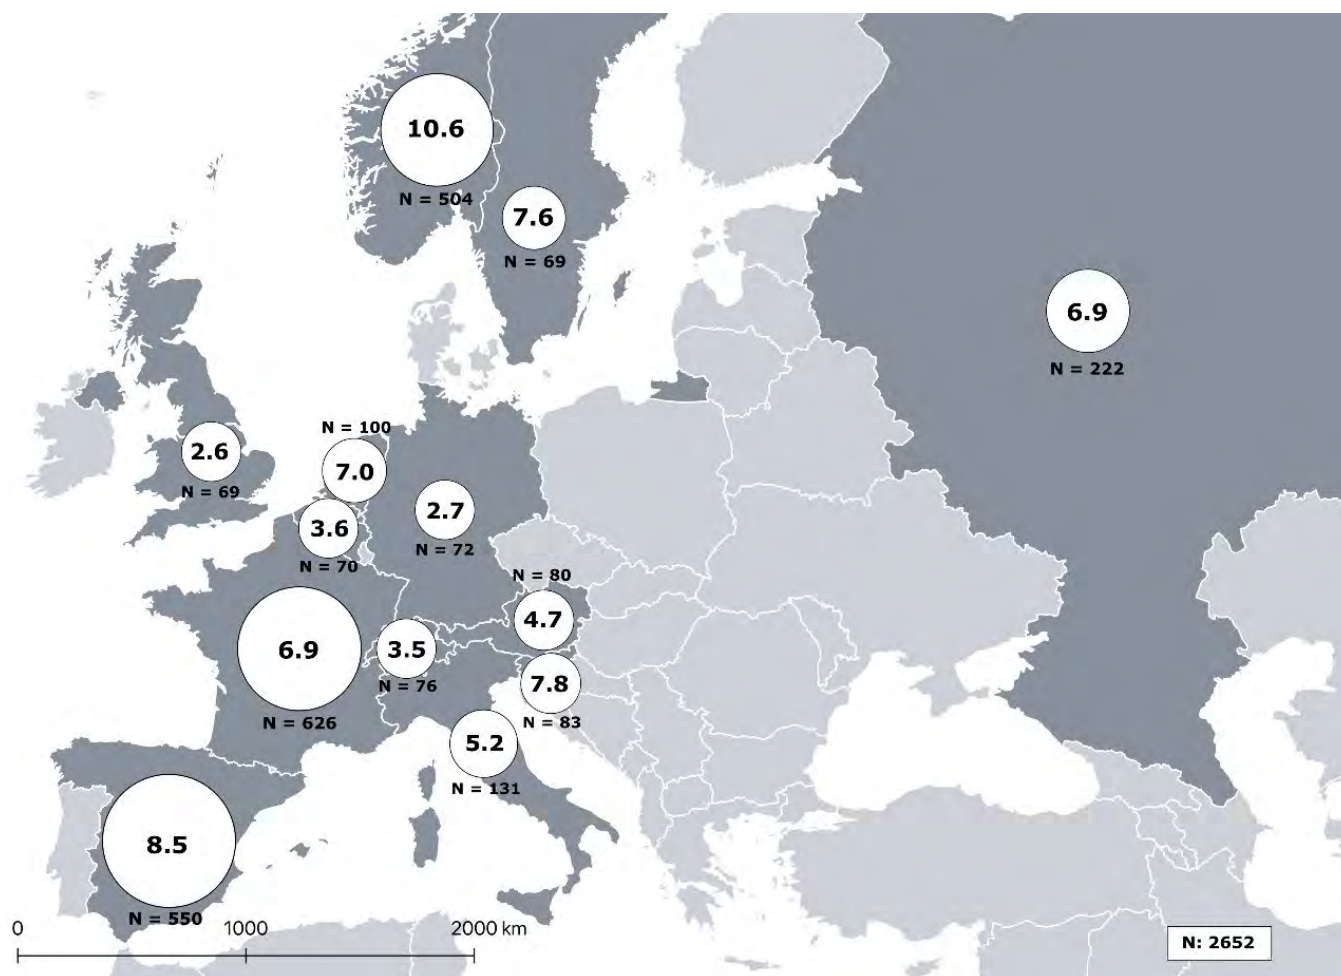 10.6
N = 504
7.6
N = 69
6.9
N = 222
2.6
N = 69
N = 100
7.0
3.6
N = 70
2.7
N = 72
N = 80
4.7
6.9
N = 626
3.5
N = 76
7.8
N = 83
5.2
N = 131
8.5
N = 550
0 1000 2000 km
N: 2652